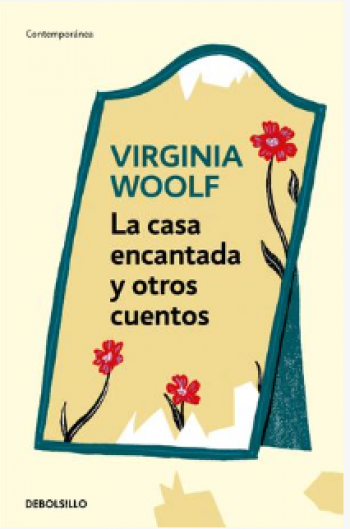 Contemporánea
VIRGINIA
WOOLF
La casa
encantada
y otros
cuentos
DEBOLSILLO